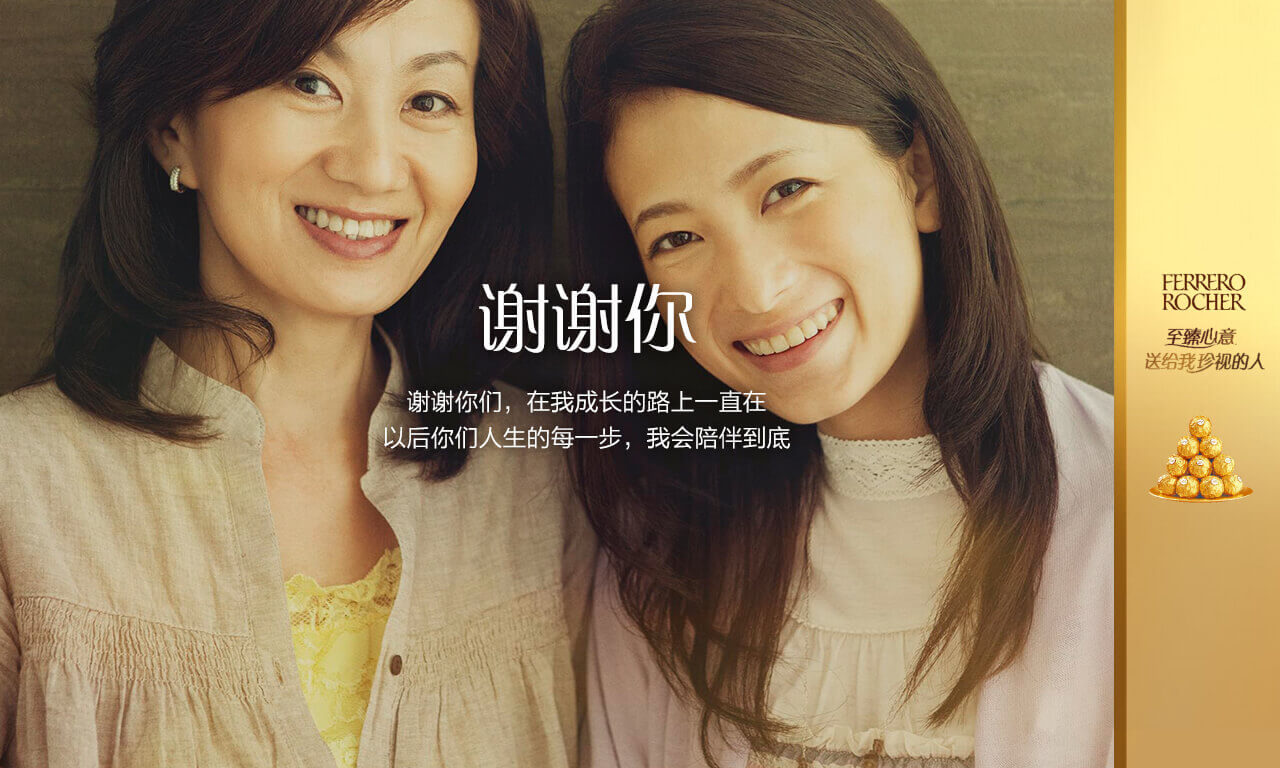 谢谢你
谢谢你们，在我成长的路上一直在
以后你们人生的每一步，我会陪伴到底
FERRERO
ROCHER
至臻心意
送给我珍视的人